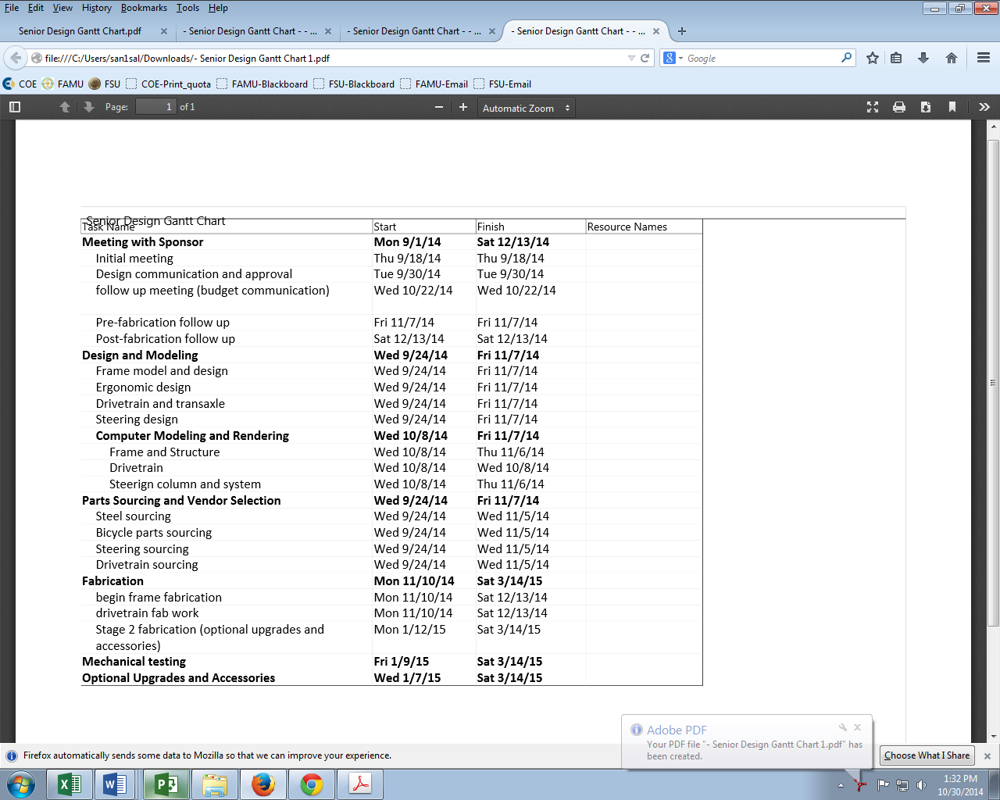 File Edit View History Bookmarks Tools Help
Senior Design Gantt Chart.pdf - Senior Design Gantt Chart - - ... - Senior Design Gantt Chart - - ... - Senior Design Gantt Chart - - ...
file:///C:/Users/san1sal/Downloads/- Senior Design Gantt Chart 1.pdf Google
COE FAMU FSU COE-Print_quota FAMU-Blackboard FSU-Blackboard FAMU-Email FSU-Email
Page: 1 of 1 Automatic Zoom
Senior Design Gantt Chart
Task Name Start Finish Resource Names
Meeting with Sponsor Mon 9/1/14 Sat 12/13/14
Initial meeting Thu 9/18/14 Thu 9/18/14
Design communication and approval Tue 9/30/14 Tue 9/30/14
follow up meeting (budget communication) Wed 10/22/14 Wed 10/22/14
Pre-fabrication follow up Fri 11/7/14 Fri 11/7/14
Post-fabrication follow up Sat 12/13/14 Sat 12/13/14
Design and Modeling Wed 9/24/14 Fri 11/7/14
Frame model and design Wed 9/24/14 Fri 11/7/14
Ergonomic design Wed 9/24/14 Fri 11/7/14
Drivetrain and transaxle Wed 9/24/14 Fri 11/7/14
Steering design Wed 9/24/14 Fri 11/7/14
Computer Modeling and Rendering Wed 10/8/14 Fri 11/7/14
Frame and Structure Wed 10/8/14 Thu 11/6/14
Drivetrain Wed 10/8/14 Wed 10/8/14
Steerign column and system Wed 10/8/14 Thu 11/6/14
Parts Sourcing and Vendor Selection Wed 9/24/14 Fri 11/7/14
Steel sourcing Wed 9/24/14 Wed 11/5/14
Bicycle parts sourcing Wed 9/24/14 Wed 11/5/14
Steering sourcing Wed 9/24/14 Wed 11/5/14
Drivetrain sourcing Wed 9/24/14 Wed 11/5/14
Fabrication Mon 11/10/14 Sat 3/14/15
begin frame fabrication Mon 11/10/14 Sat 12/13/14
drivetrain fab work Mon 11/10/14 Sat 12/13/14
Stage 2 fabrication (optional upgrades and Mon 1/12/15 Sat 3/14/15
accessories)
Mechanical testing Fri 1/9/15 Sat 3/14/15
Optional Upgrades and Accessories Wed 1/7/15 Sat 3/14/15
Adobe PDF
Your PDF file "- Senior Design Gantt Chart 1.pdf" has
been created.
Firefox automatically sends some data to Mozilla so that we can improve your experience. Choose What I Share
1:32 PM
10/30/2014